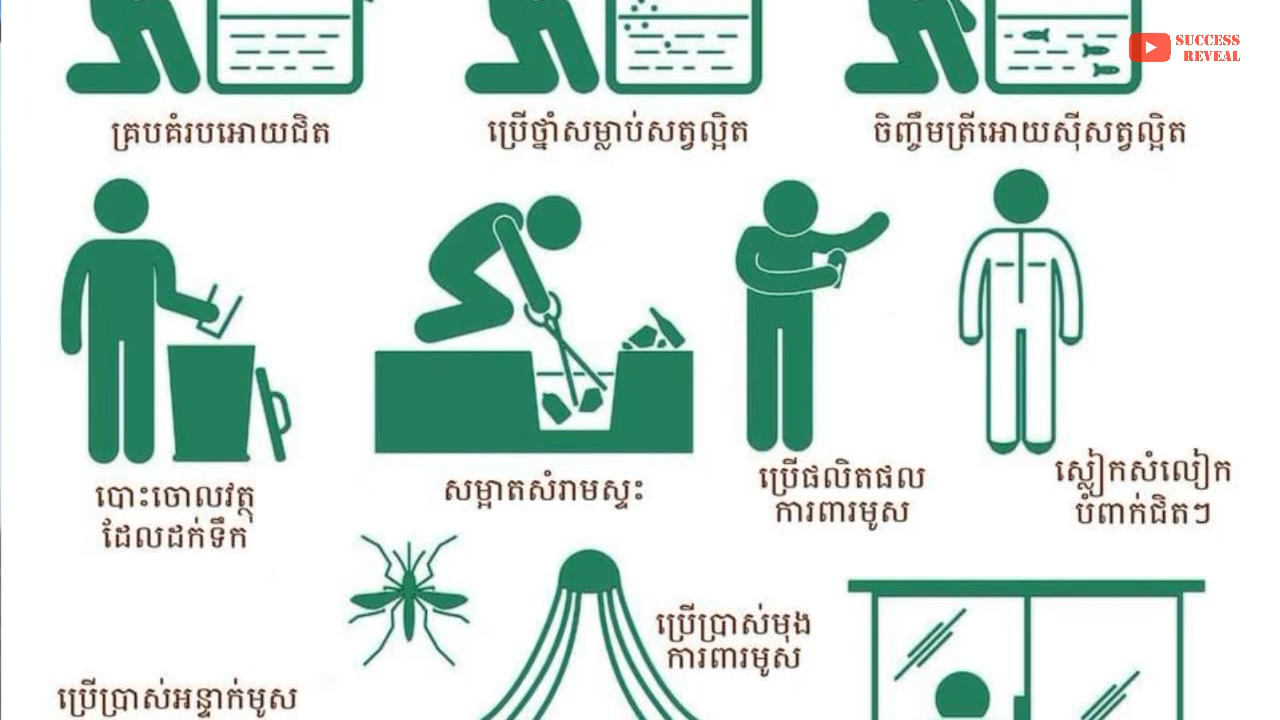 SUCCESS
REVEAL
គ្របគំរបអោយជិត
ប្រើថ្នាំសម្លាប់សត្វល្អិត
ចិញ្ចឹមត្រីអោយស៊ីសត្វល្អិត
បោះចោលវត្ថុ
ដែលដក់ទឹក
សម្អាតសំរាមស្ទះ
ប្រើផលិតផល
ការពារមូស
ស្លៀកសំលៀក
បំពាក់ជិតៗ
ប្រើប្រាស់អន្ទាក់មូស
ប្រើប្រាស់មុង
ការពារមូស